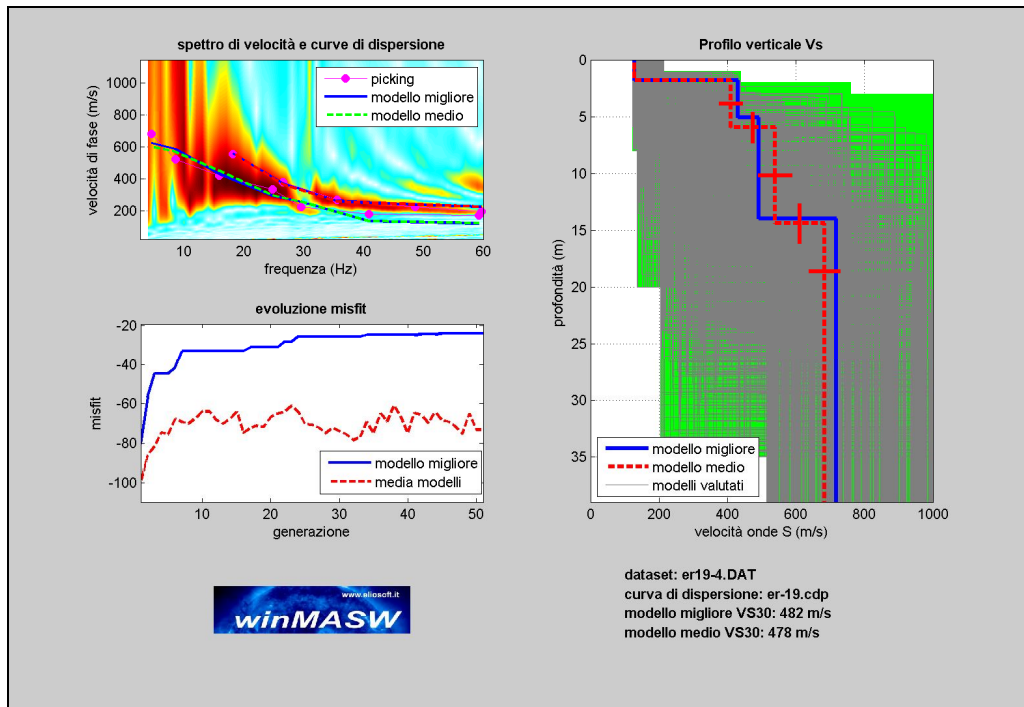 spettro di velocità e curve di dispersione
velocità di fase (m/s)
1000
800
600
400
200
picking
modello migliore
modello medio
10 20 30 40 50 60
frequenza (Hz)
evoluzione misfit
misfit
-20
-40
-60
-80
-100
modello migliore
media modelli
10 20 30 40 50
generazione
www.eliosoft.it
winMASW
Profilo verticale Vs
profondità (m)
0
5
10
15
20
25
30
35
modello migliore
modello medio
modelli valutati
0 200 400 600 800 1000
velocità onde S (m/s)
dataset: er19-4.DAT
curva di dispersione: er-19.cdp
modello migliore VS30: 482 m/s
modello medio VS30: 478 m/s